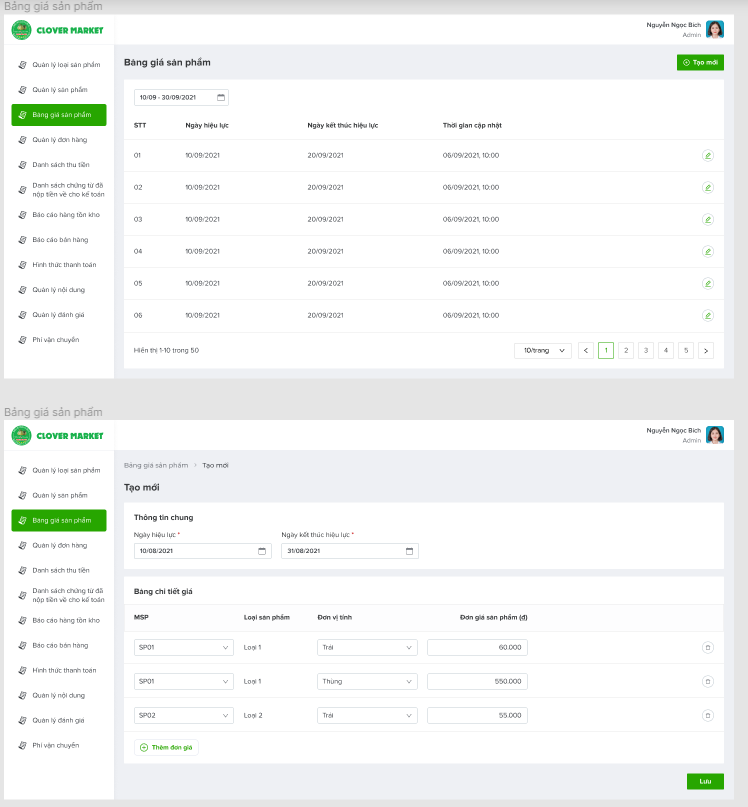 Bảng giá sản phẩm
CLOVER MARKET
Nguyễn Ngọc Bích
Admin
Quản lý loại sản phẩm
Quản lý sản phẩm
Bảng giá sản phẩm
Quản lý đơn hàng
Danh sách thu tiền
Danh sách chứng từ đã
nộp tiền về cho kế toán
Báo cáo hàng tồn kho
Báo cáo bán hàng
Hình thức thanh toán
Quản lý nội dung
Quản lý đánh giá
Phí vận chuyển
Bảng giá sản phẩm
Tạo mới
10/09 - 30/09/2021
STT Ngày hiệu lực Ngày kết thúc hiệu lực Thời gian cập nhật
01 10/09/2021 20/09/2021 06/09/2021, 10:00
02 10/09/2021 20/09/2021 06/09/2021, 10:00
03 10/09/2021 20/09/2021 06/09/2021, 10:00
04 10/09/2021 20/09/2021 06/09/2021, 10:00
05 10/09/2021 20/09/2021 06/09/2021, 10:00
06 10/09/2021 20/09/2021 06/09/2021, 10:00
Hiển thị 1-10 trong 50
10/trang < 1 2 3 4 5 >
Bảng giá sản phẩm
CLOVER MARKET
Nguyễn Ngọc Bích
Admin
Quản lý loại sản phẩm
Quản lý sản phẩm
Bảng giá sản phẩm
Quản lý đơn hàng
Danh sách thu tiền
Danh sách chứng từ đã
nộp tiền về cho kế toán
Báo cáo hàng tồn kho
Báo cáo bán hàng
Hình thức thanh toán
Quản lý nội dung
Quản lý đánh giá
Phí vận chuyển
Bảng giá sản phẩm > Tạo mới
Tạo mới
Thông tin chung
Ngày hiệu lực * Ngày kết thúc hiệu lực *
10/08/2021 31/08/2021
Bảng chi tiết giá
MSP Loại sản phẩm Đơn vị tính Đơn giá sản phẩm (đ)
SP01 Loại 1 Trái 60.000
SP01 Loại 1 Thùng 550.000
SP02 Loại 2 Trái 55.000
Thêm đơn giá
Lưu